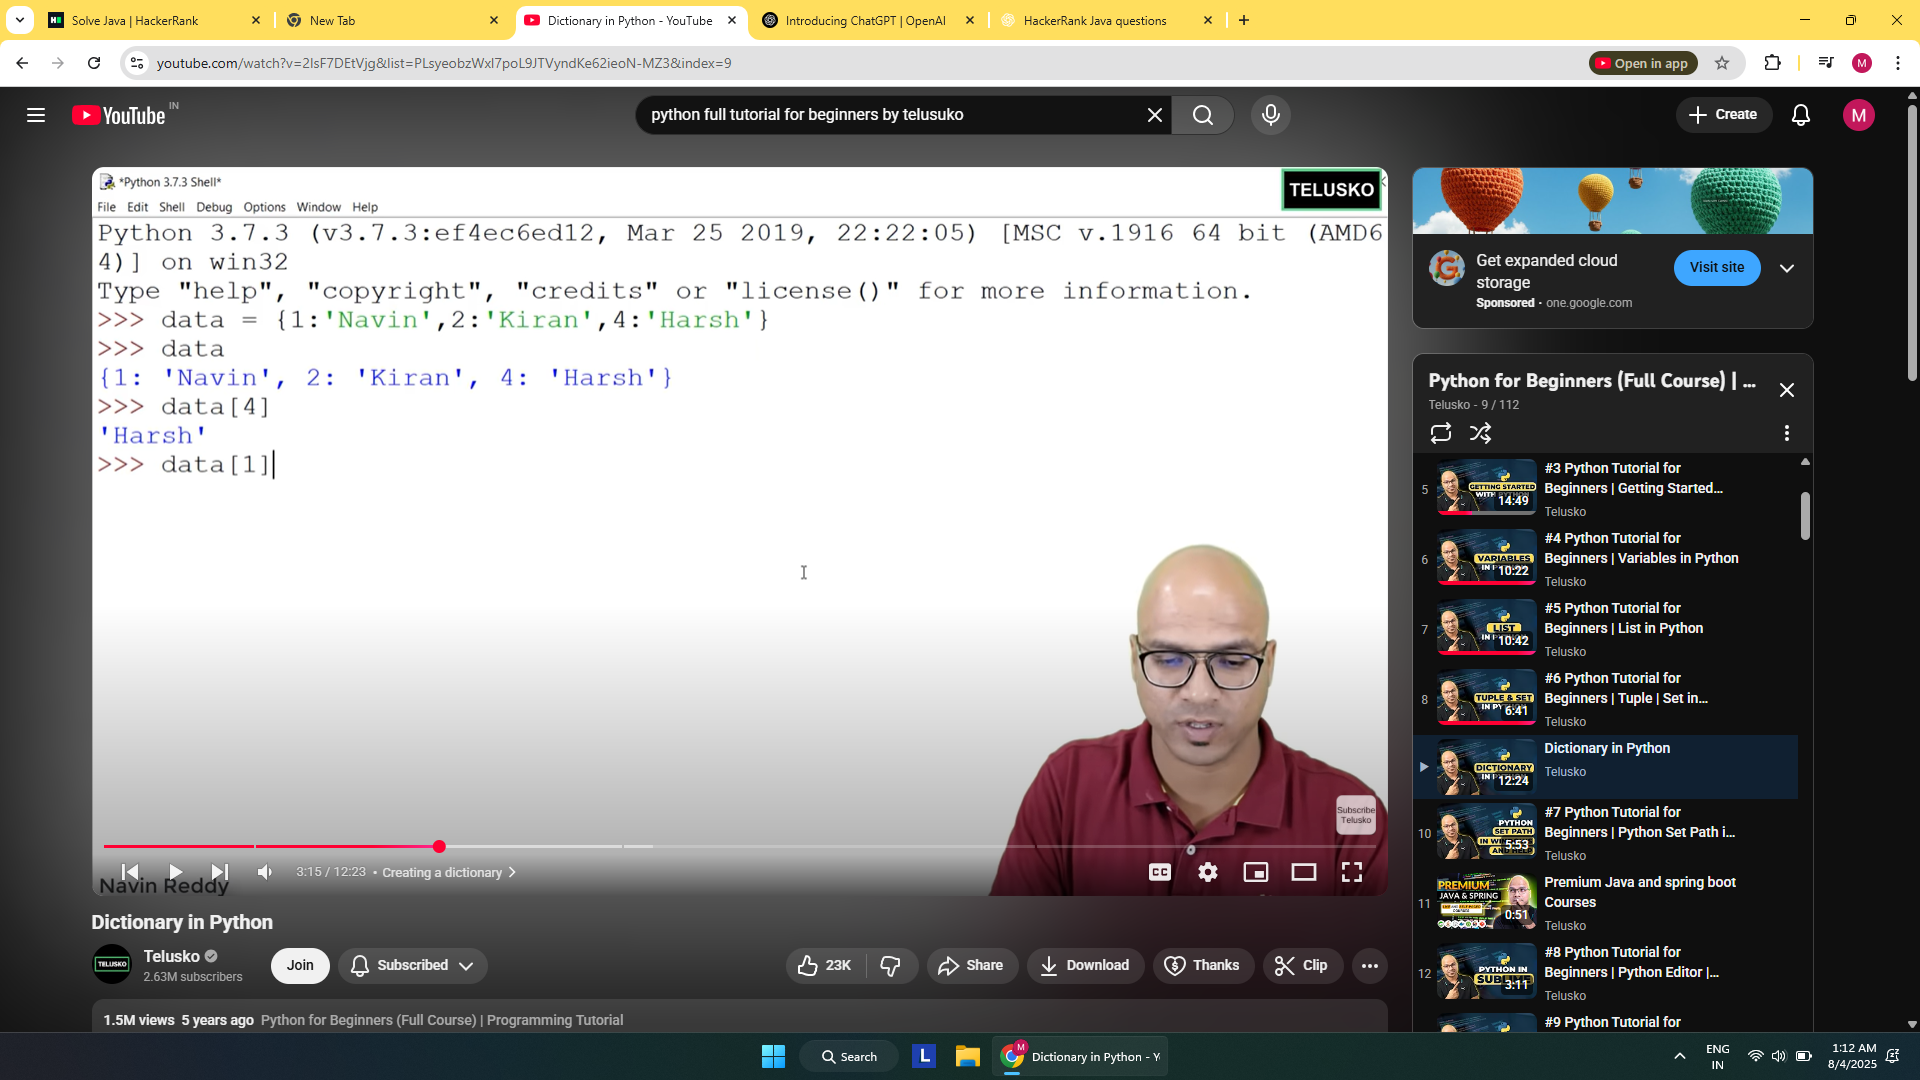 Solve Java | HackerRank
New Tab
Dictionary in Python - YouTube
Introducing ChatGPT | OpenAI
HackerRank Java questions
youtube.com/watch?v=2IsF7DEtVjg&list=PLsyeobzWxl7poL9JTVyndKe62ieoN-MZ3&index=9
Open in app
M
YouTube IN
python full tutorial for beginners by telusuko
Create
M
*Python 3.7.3 Shell*
TELUSKO
File Edit Shell Debug Options Window Help
Python 3.7.3 (v3.7.3:ef4ec6ed12, Mar 25 2019, 22:22:05) [MSC v.1916 64 bit (AMD6
4)] on win32
Type "help", "copyright", "credits" or "license()" for more information.
>>> data = {1:'Navin',2:'Kiran',4:'Harsh'}
>>> data
{1: 'Navin', 2: 'Kiran', 4: 'Harsh'}
>>> data[4]
'Harsh'
>>> data[1]
Subscribe
Telusko
3:15 / 12:23 • Creating a dictionary
CC
Navin Reddy
Dictionary in Python
TELUSKO
Telusko
2.63M subscribers
Join
Subscribed
23K
Share
Download
Thanks
Clip
1.5M views 5 years ago Python for Beginners (Full Course) | Programming Tutorial
Get expanded cloud
storage
Sponsored · one.google.com
Visit site
Python for Beginners (Full Course) | ...
Telusko - 9 / 112
5
GETTING STARTED
WITH PYTHON
14:49
#3 Python Tutorial for
Beginners | Getting Started...
Telusko
6
VARIABLES
IN PYTHON
10:22
#4 Python Tutorial for
Beginners | Variables in Python
Telusko
7
LIST
IN PYTHON
10:42
#5 Python Tutorial for
Beginners | List in Python
Telusko
8
TUPLE & SET
IN PYTHON
6:41
#6 Python Tutorial for
Beginners | Tuple | Set in...
Telusko
DICTIONARY
IN PYTHON
12:24
Dictionary in Python
Telusko
10
PYTHON
SET PATH
5:53
#7 Python Tutorial for
Beginners | Python Set Path i...
Telusko
11
PREMIUM
JAVA & SPRING
0:51
Premium Java and spring boot
Courses
Telusko
12
PYTHON IN
3:11
#8 Python Tutorial for
Beginners | Python Editor |...
Telusko
#9 Python Tutorial for
L
Search
M
Dictionary in Python - Y
ENG
IN
1:12 AM
8/4/2025